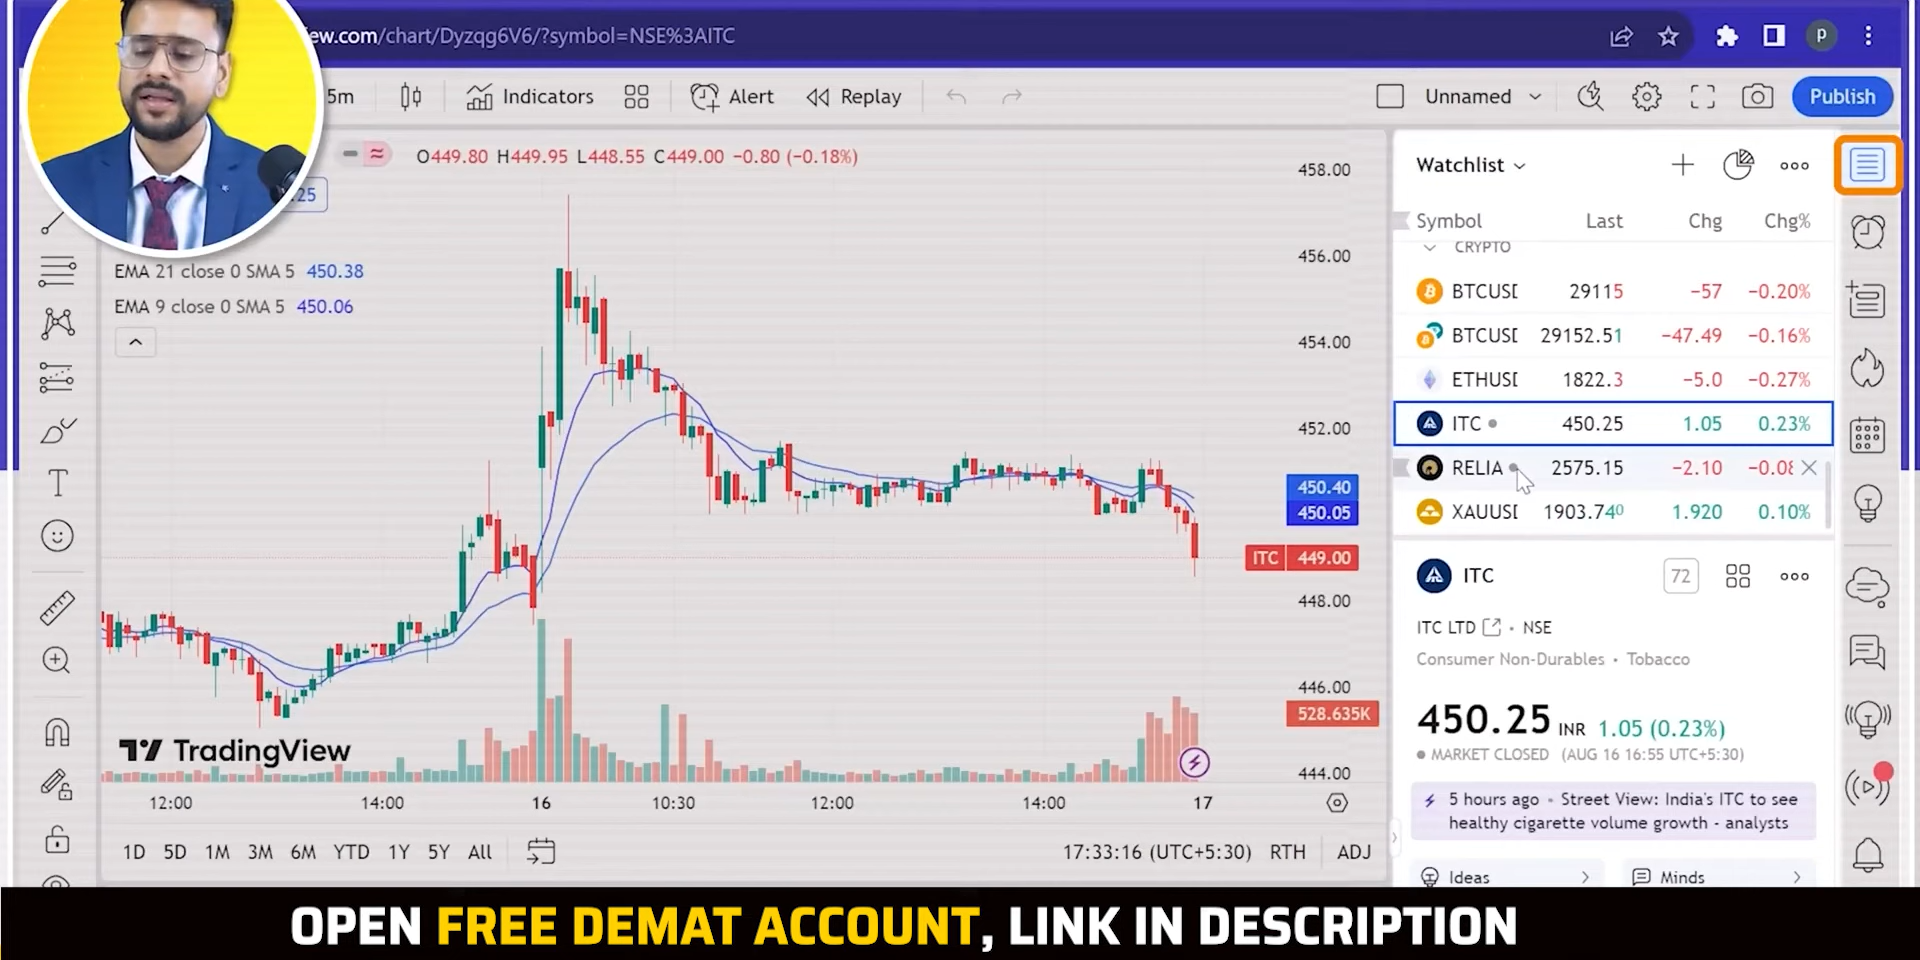 ew.com/chart/Dyzqg6V6/?symbol=NSE%3AITC
5m Indicators Alert Replay Unnamed Publish
O449.80 H449.95 L448.55 C449.00 −0.80 (−0.18%)
.25
EMA 21 close 0 SMA 5 450.38
EMA 9 close 0 SMA 5 450.06
458.00
456.00
454.00
452.00
450.40
450.05
ITC 449.00
448.00
446.00
528.635K
444.00
TradingView
12:00 14:00 16 10:30 12:00 14:00 17
1D 5D 1M 3M 6M YTD 1Y 5Y All 17:33:16 (UTC+5:30) RTH ADJ
Watchlist
Symbol Last Chg Chg%
CRYPTO
BTCUSD 29115 −57 −0.20%
BTCUSD 29152.51 −47.49 −0.16%
ETHUSD 1822.3 −5.0 −0.27%
ITC 450.25 1.05 0.23%
RELIA 2575.15 −2.10 −0.08
XAUUSD 1903.740 1.920 0.10%
ITC 72
ITC LTD • NSE
Consumer Non-Durables • Tobacco
450.25 INR 1.05 (0.23%)
• MARKET CLOSED (AUG 16 16:55 UTC+5:30)
5 hours ago • Street View: India's ITC to see
healthy cigarette volume growth - analysts
Ideas Minds
P
OPEN FREE DEMAT ACCOUNT, LINK IN DESCRIPTION